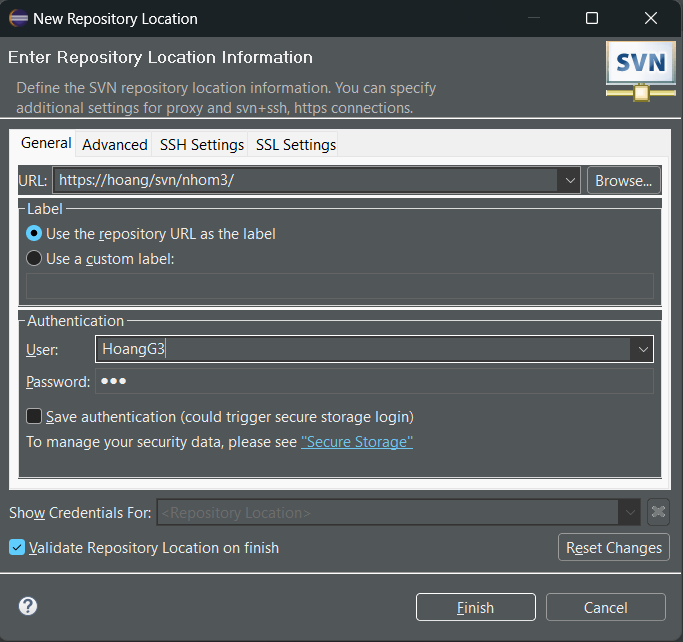 New Repository Location
Enter Repository Location Information
Define the SVN repository location information. You can specify
additional settings for proxy and svn+ssh, https connections.
SVN
General Advanced SSH Settings SSL Settings
URL: https://hoang/svn/nhom3/ Browse...
Label
Use the repository URL as the label
Use a custom label:
Authentication
User: HoangG3
Password: ●●●
Save authentication (could trigger secure storage login)
To manage your security data, please see "Secure Storage"
Show Credentials For: <Repository Location>
Validate Repository Location on finish Reset Changes
? Finish Cancel